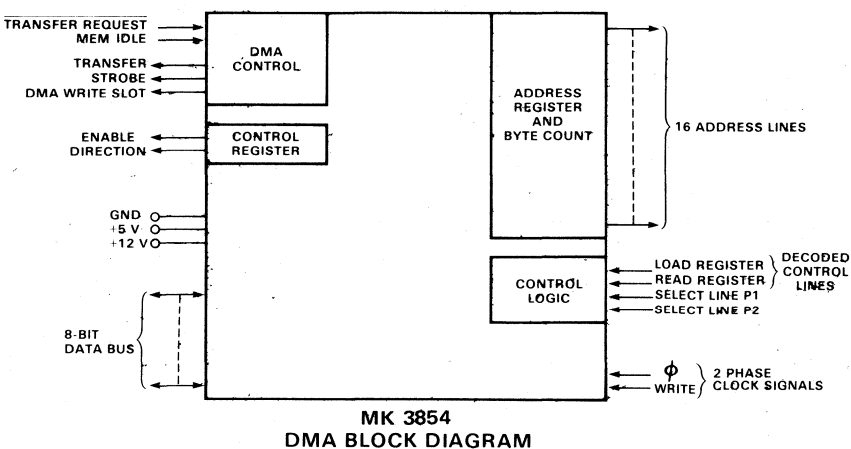 TRANSFER REQUEST
MEM IDLE
TRANSFER
STROBE
DMA WRITE SLOT
DMA
CONTROL
ENABLE
DIRECTION
CONTROL
REGISTER
GND
+5 V
+12 V
8-BIT
DATA BUS
ADDRESS
REGISTER
AND
BYTE COUNT
16 ADDRESS LINES
CONTROL
LOGIC
LOAD REGISTER
READ REGISTER
SELECT LINE P1
SELECT LINE P2
DECODED
CONTROL
LINES
ϕ
WRITE
2 PHASE
CLOCK SIGNALS
MK 3854
DMA BLOCK DIAGRAM